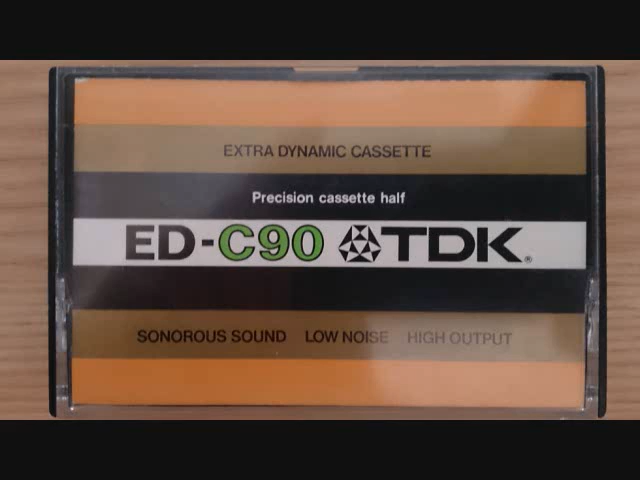 EXTRA DYNAMIC CASSETTE
Precision cassette half
ED-C90 TDK®
SONOROUS SOUND LOW NOISE HIGH OUTPUT